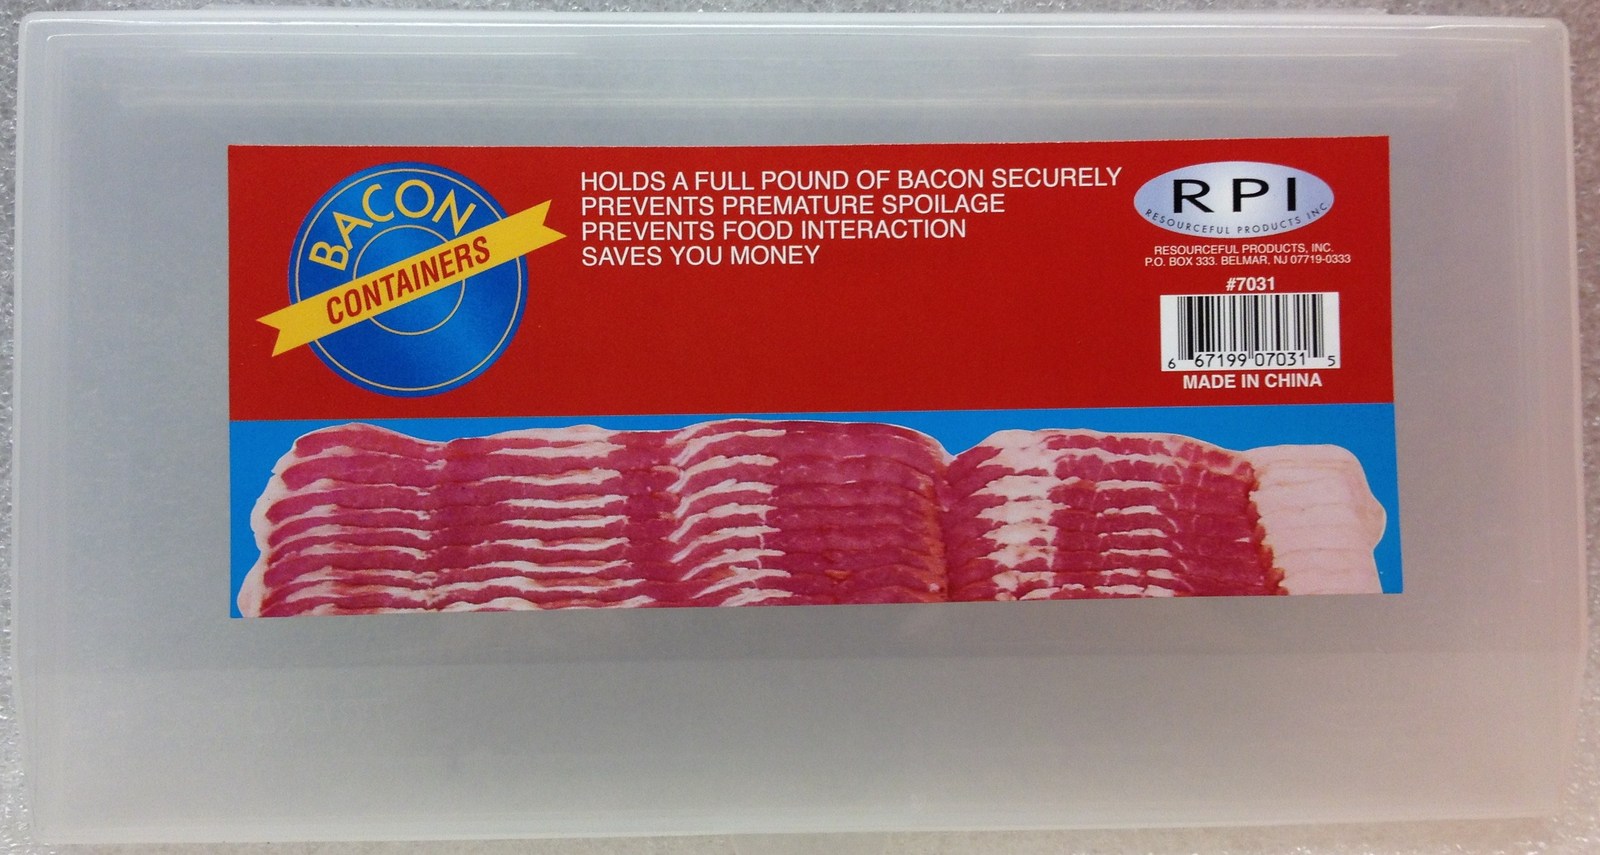 BACON
CONTAINERS
HOLDS A FULL POUND OF BACON SECURELY
PREVENTS PREMATURE SPOILAGE
PREVENTS FOOD INTERACTION
SAVES YOU MONEY
RPI
RESOURCEFUL PRODUCTS INC
RESOURCEFUL PRODUCTS, INC.
P.O. BOX 333. BELMAR, NJ 07719-0333
#7031
6 67199 07031 5
MADE IN CHINA